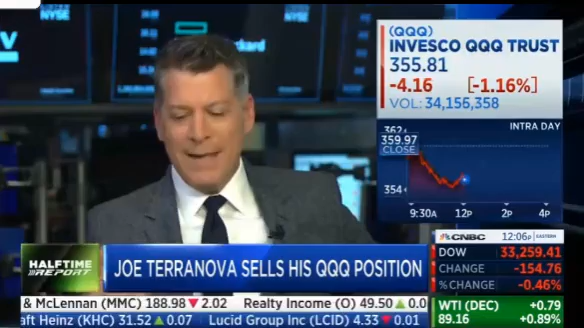 NYSE
NYSE
(QQQ)
INVESCO QQQ TRUST
355.81
-4.16 [-1.16%]
VOL: 34,156,358
INTRA DAY
362
359.97
CLOSE
354
9:30A 12P 2P 4P
HALFTIME
REPORT
JOE TERRANOVA SELLS HIS QQQ POSITION
CNBC 12:06P EASTERN
DOW 33,259.41
CHANGE -154.76
% CHANGE -0.46%
WTI (DEC) +0.79
89.16 +0.89%
& McLennan (MMC) 188.98 ▼ 2.02 Realty Income (O) 49.50 ▲ 0.0
aft Heinz (KHC) 31.52 ▲ 0.07 Lucid Group Inc (LCID) 4.33 ▼ 0.01